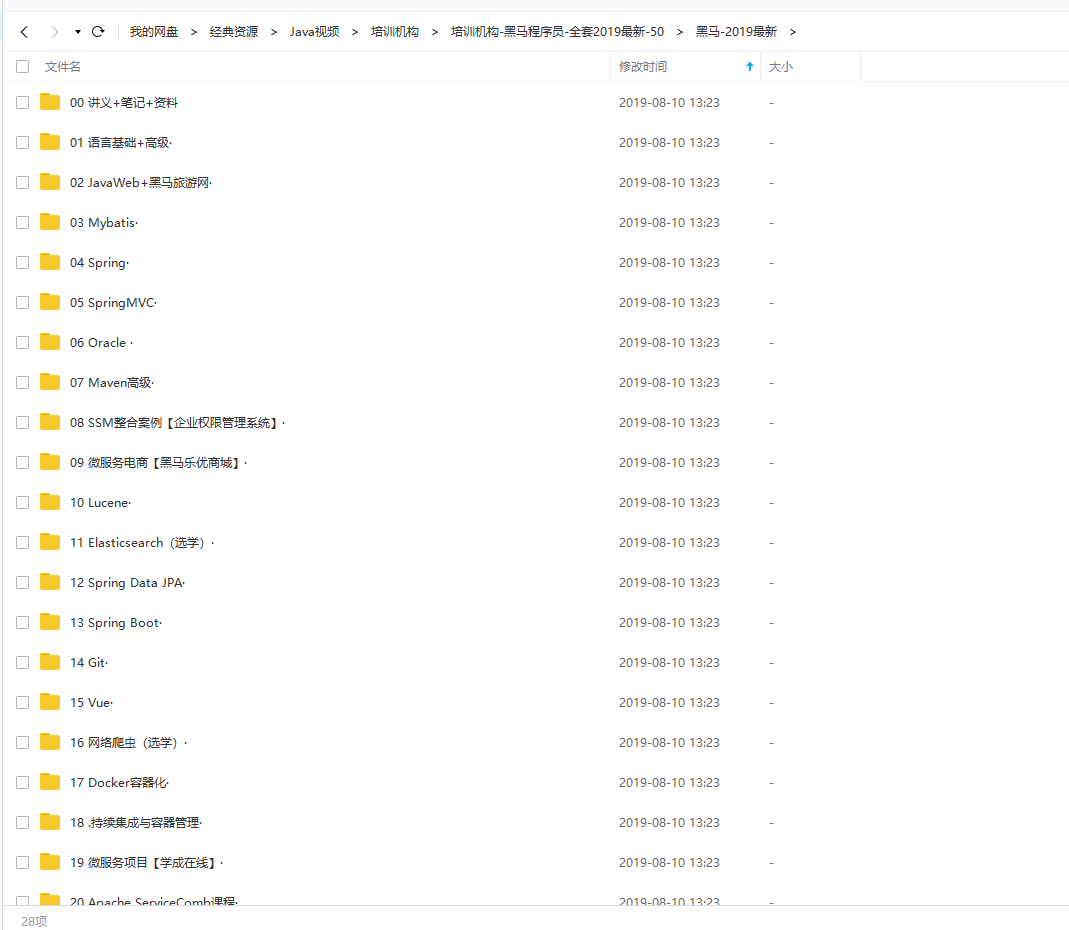 我的网盘 > 经典资源 > Java视频 > 培训机构 > 培训机构-黑马程序员-全套2019最新-50 > 黑马-2019最新 >
文件名 修改时间 大小
00 讲义+笔记+资料 2019-08-10 13:23 -
01 语言基础+高级· 2019-08-10 13:23 -
02 JavaWeb+黑马旅游网· 2019-08-10 13:23 -
03 Mybatis· 2019-08-10 13:23 -
04 Spring· 2019-08-10 13:23 -
05 SpringMVC· 2019-08-10 13:23 -
06 Oracle · 2019-08-10 13:23 -
07 Maven高级· 2019-08-10 13:23 -
08 SSM整合案例【企业权限管理系统】· 2019-08-10 13:23 -
09 微服务电商【黑马乐优商城】· 2019-08-10 13:23 -
10 Lucene· 2019-08-10 13:23 -
11 Elasticsearch（选学）· 2019-08-10 13:23 -
12 Spring Data JPA· 2019-08-10 13:23 -
13 Spring Boot· 2019-08-10 13:23 -
14 Git· 2019-08-10 13:23 -
15 Vue· 2019-08-10 13:23 -
16 网络爬虫（选学）· 2019-08-10 13:23 -
17 Docker容器化· 2019-08-10 13:23 -
18 .持续集成与容器管理· 2019-08-10 13:23 -
19 微服务项目【学成在线】· 2019-08-10 13:23 -
20 Apache ServiceComb课程· 2019-08-10 13:23 -
28项